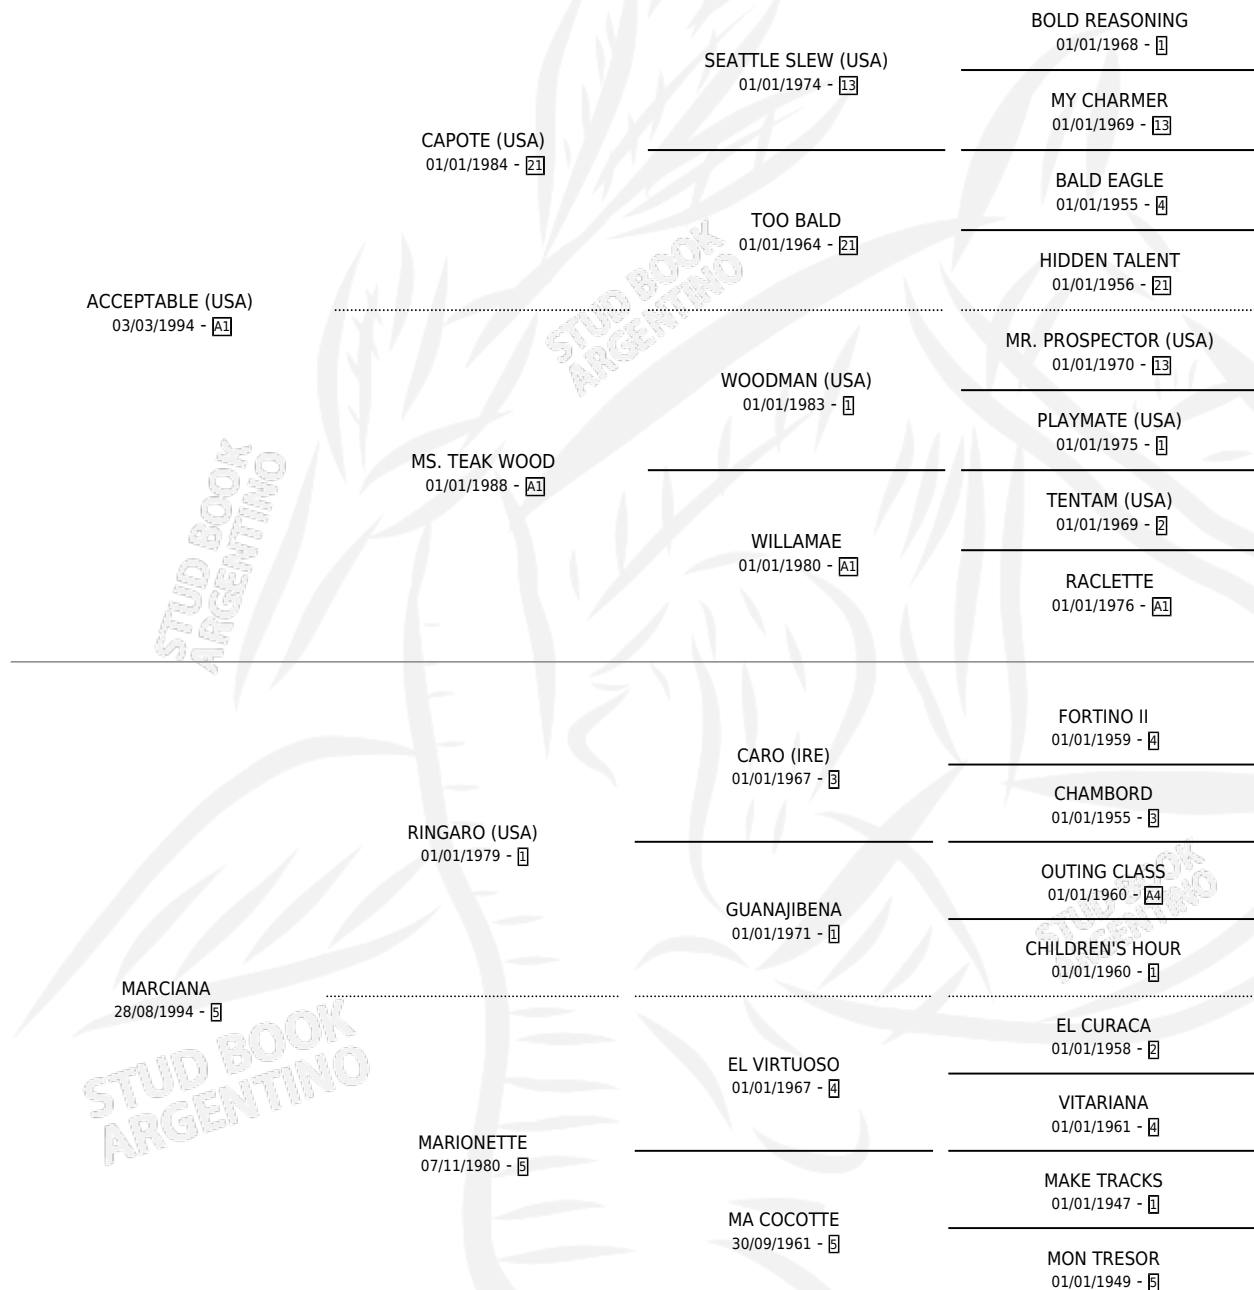 BOLD REASONING
01/01/1968 - 1
SEATTLE SLEW (USA)
01/01/1974 - 13
MY CHARMER
01/01/1969 - 13
CAPOTE (USA)
01/01/1984 - 21
BALD EAGLE
01/01/1955 - 4
TOO BALD
01/01/1964 - 21
HIDDEN TALENT
01/01/1956 - 21
ACCEPTABLE (USA)
03/03/1994 - A1
MR. PROSPECTOR (USA)
01/01/1970 - 13
WOODMAN (USA)
01/01/1983 - 1
PLAYMATE (USA)
01/01/1975 - 1
MS. TEAK WOOD
01/01/1988 - A1
TENTAM (USA)
01/01/1969 - 2
WILLAMAE
01/01/1980 - A1
RACLETTE
01/01/1976 - A1
FORTINO II
01/01/1959 - 4
CARO (IRE)
01/01/1967 - 3
CHAMBORD
01/01/1955 - 3
RINGARO (USA)
01/01/1979 - 1
OUTING CLASS
01/01/1960 - A4
GUANAJIBENA
01/01/1971 - 1
CHILDREN'S HOUR
01/01/1960 - 1
MARCIANA
28/08/1994 - 5
EL CURACA
01/01/1958 - 2
EL VIRTUOSO
01/01/1967 - 4
VITARIANA
01/01/1961 - 4
MARIONETTE
07/11/1980 - 5
MAKE TRACKS
01/01/1947 - 1
MA COCOTTE
30/09/1961 - 5
MON TRESOR
01/01/1949 - 5
STUD BOOK
ARGENTINO
STUD BOOK
ARGENTINO
STUD BOOK
ARGENTINO
STUD BOOK
ARGENTINO